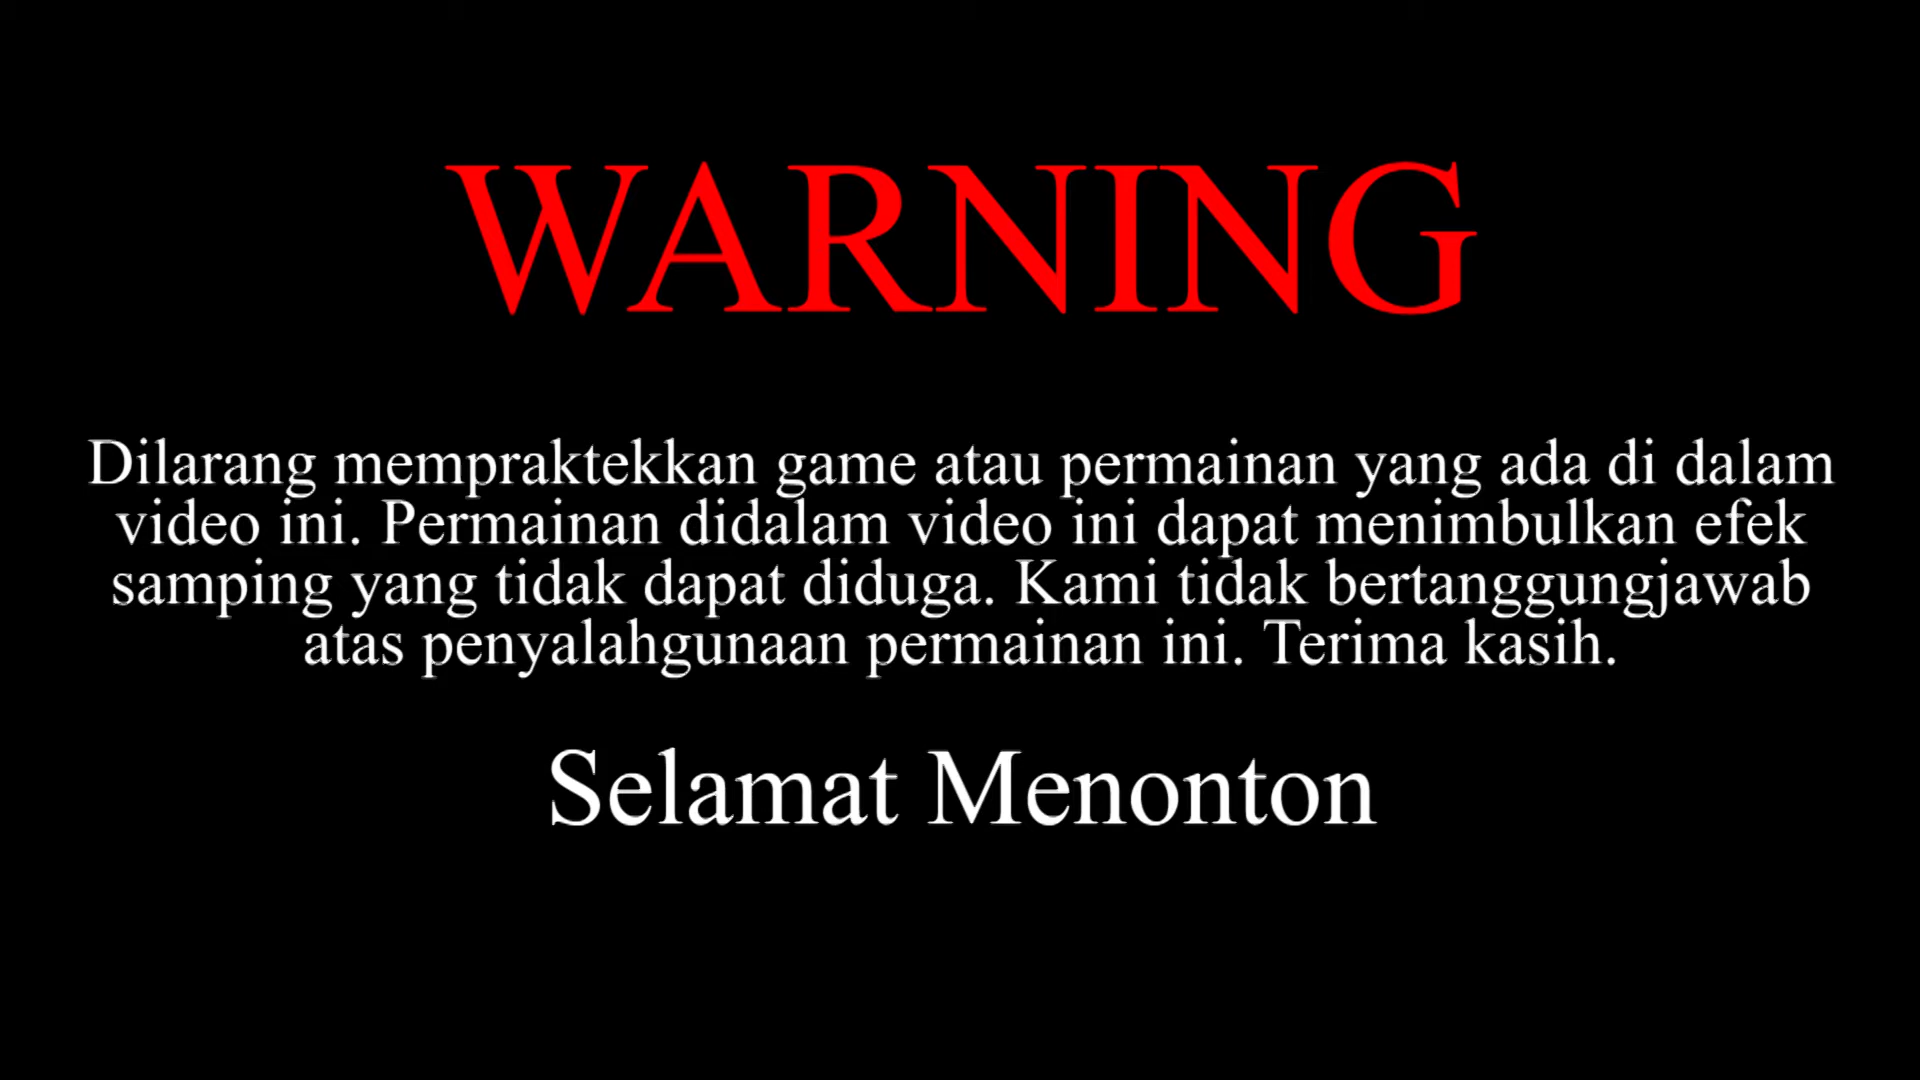 WARNING
Dilarang mempraktekkan game atau permainan yang ada di dalam
video ini. Permainan didalam video ini dapat menimbulkan efek
samping yang tidak dapat diduga. Kami tidak bertanggungjawab
atas penyalahgunaan permainan ini. Terima kasih.
Selamat Menonton